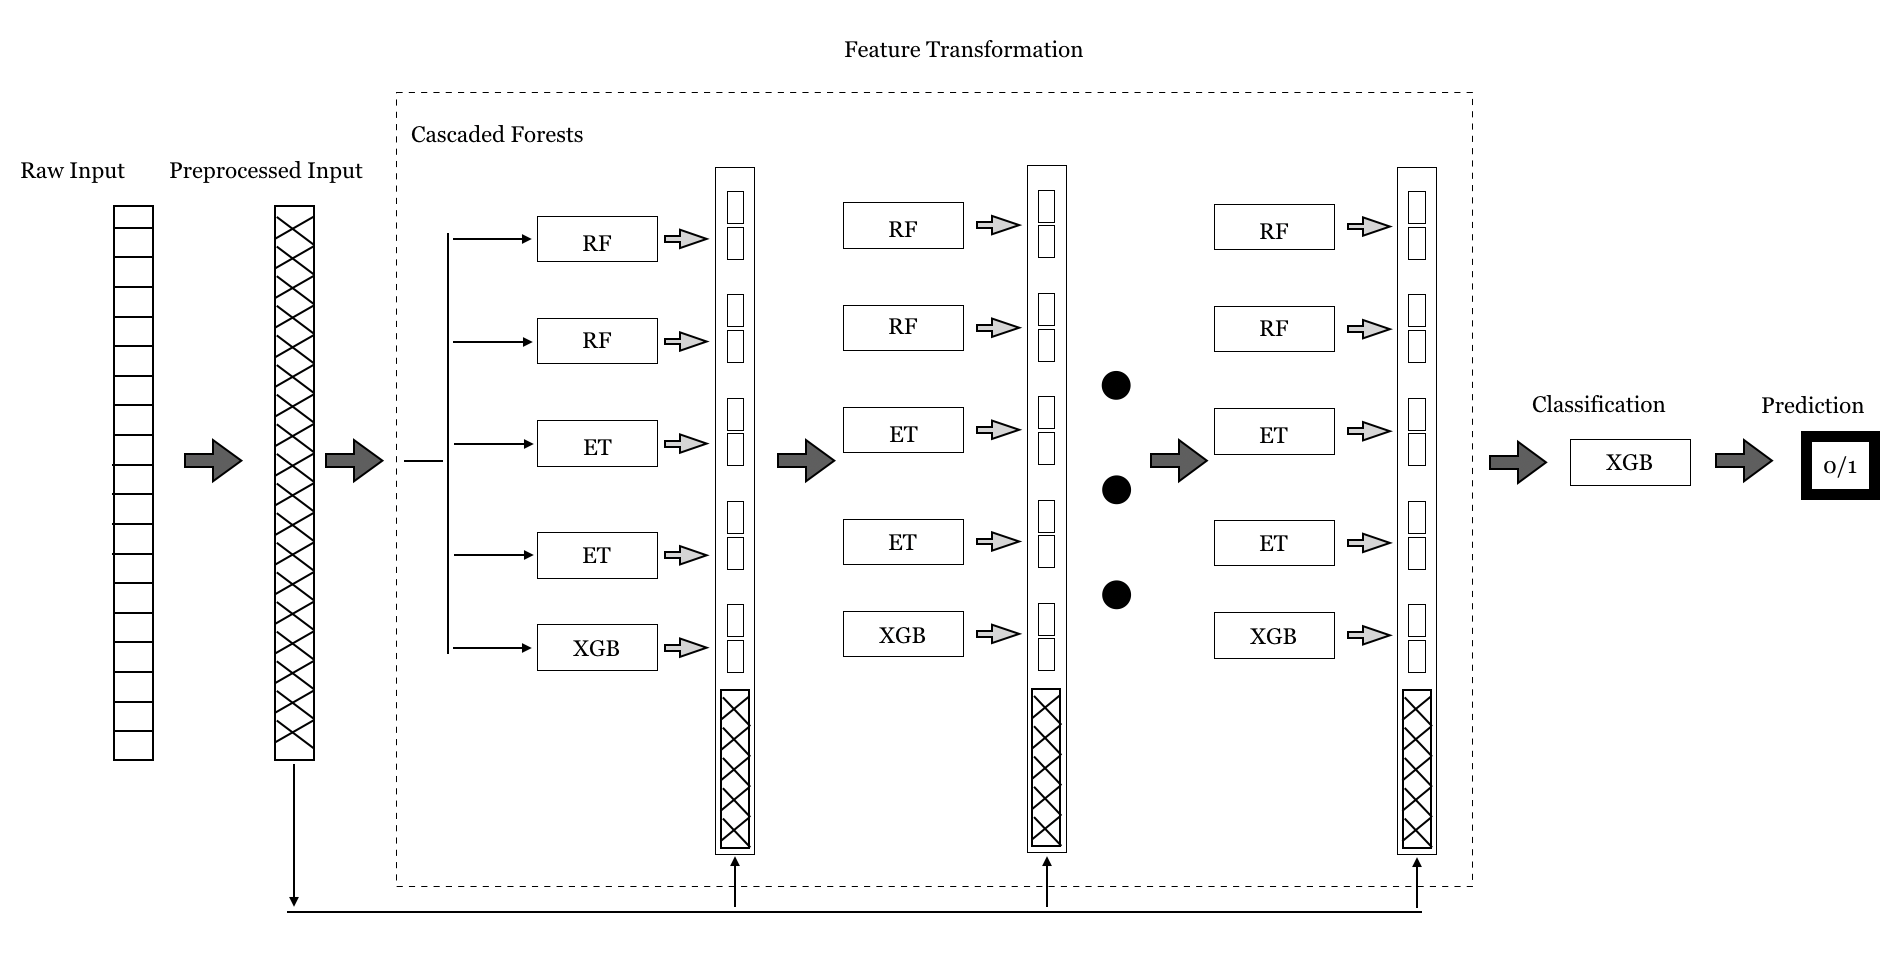 Feature Transformation
Cascaded Forests
Raw Input
Preprocessed Input
RF
RF
ET
ET
XGB
RF
RF
ET
ET
XGB
RF
RF
ET
ET
XGB
Classification
XGB
Prediction
0/1